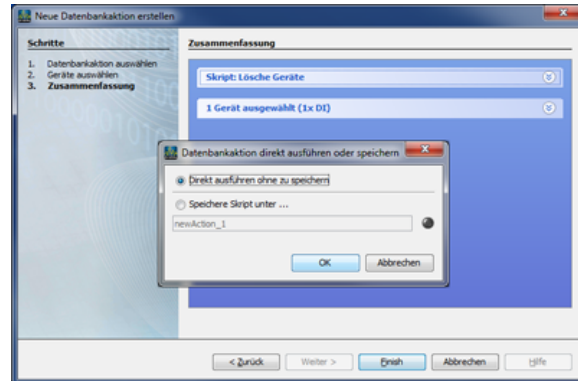 Neue Datenbankaktion erstellen
Schritte
1. Datenbankaktion auswählen
2. Geräte auswählen
3. Zusammenfassung
Zusammenfassung
Skript: Lösche Geräte
1 Gerät ausgewählt (1x DI)
Datenbankaktion direkt ausführen oder speichern
Direkt ausführen ohne zu speichern
Speichere Skript unter ...
newAction_1
OK Abbrechen
< Zurück Weiter > Finish Abbrechen Hilfe